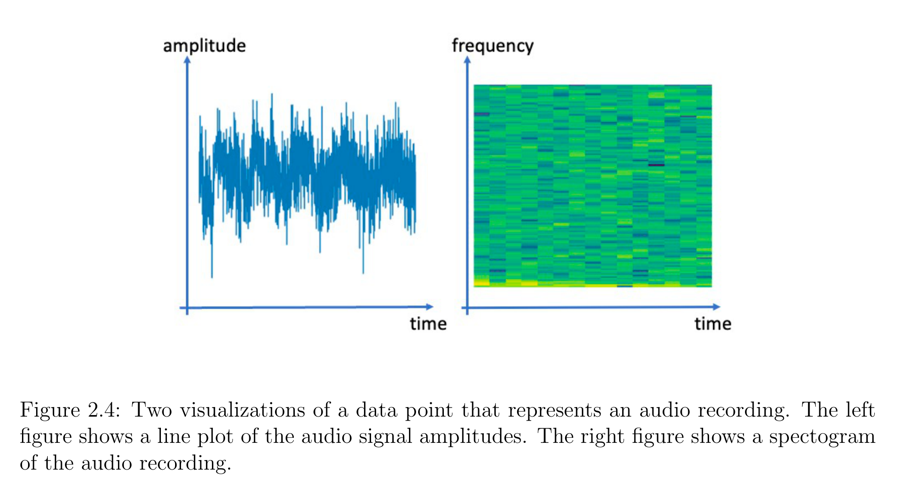 amplitude
frequency
time
time
Figure 2.4: Two visualizations of a data point that represents an audio recording. The left
figure shows a line plot of the audio signal amplitudes. The right figure shows a spectogram
of the audio recording.